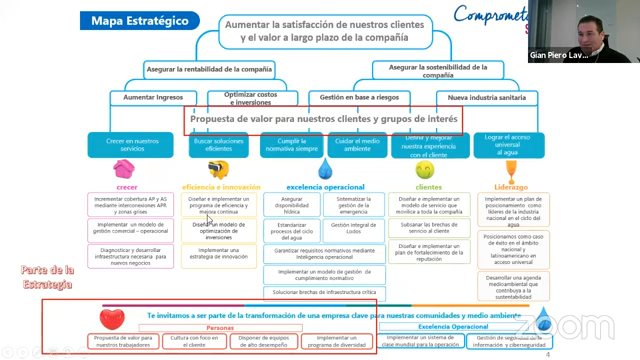 Mapa Estratégico
Aumentar la satisfacción de nuestros clientes
y el valor a largo plazo de la compañía
Compromet
Gian Piero Lav...
Asegurar la rentabilidad de la compañía
Asegurar la sostenibilidad de la
compañía
Aumentar Ingresos
Optimizar costos
e inversiones
Gestión en base a riesgos
Nueva industria sanitaria
Propuesta de valor para nuestros clientes y grupos de interés
Crecer en nuestros
servicios
Buscar soluciones
eficientes
Cumplir la
normativa siempre
Cuidar el medio
ambiente
Definir y mejorar
nuestra experiencia
con el cliente
Lograr el acceso
universal
al agua
crecer
eficiencia e innovación
excelencia operacional
clientes
Liderazgo
Incrementar cobertura AP y AS
mediante interconexiones APR
y zonas grises
Implementar un modelo de
gestión comercial - operacional
Diagnosticar y desarrollar
infraestructura necesaria para
nuevos negocios
Diseñar e implementar un
programa de eficiencia y
mejora continua
Diseñar un modelo de
optimización de
inversiones
Implementar una
estrategia de innovación
Asegurar
disponibilidad
hídrica
Sistematizar la
gestión de la
emergencia
Estandarizar
procesos del ciclo
del agua
Gestión integral de
Lodos
Garantizar requisitos normativos mediante
Inteligencia operacional
Implementar un modelo de gestión de
cumplimiento normativo
Solucionar brechas de infraestructura crítica
Diseñar e implementar un
modelo de servicio que
movilice a toda la compañía
Subsanar brechas de
servicio al cliente
Diseñar e implementar un
plan de fortalecimiento de la
reputación
Implementar un plan de
posicionamiento como
líderes de la industria
nacional en el ciclo del
agua
Posicionarnos como caso
de éxito en el ámbito
nacional y
latinoamericano en
acceso universal
Desarrollar una agenda
medioambiental que
contribuya a la
sustentabilidad
Parte de la
Estrategia
Te invitamos a ser parte de la transformación de una empresa clave para nuestras comunidades y medio ambiente
Personas
Excelencia Operacional
Propuesta de valor para
nuestros trabajadores
Cultura con foco en
el cliente
Disponer de equipos
de alto desempeño
Implementar un
programa de diversidad
Implementar un sistema de
clase mundial para la operación
Gestión de seguridad de la
información y ciberseguridad
zoom
4